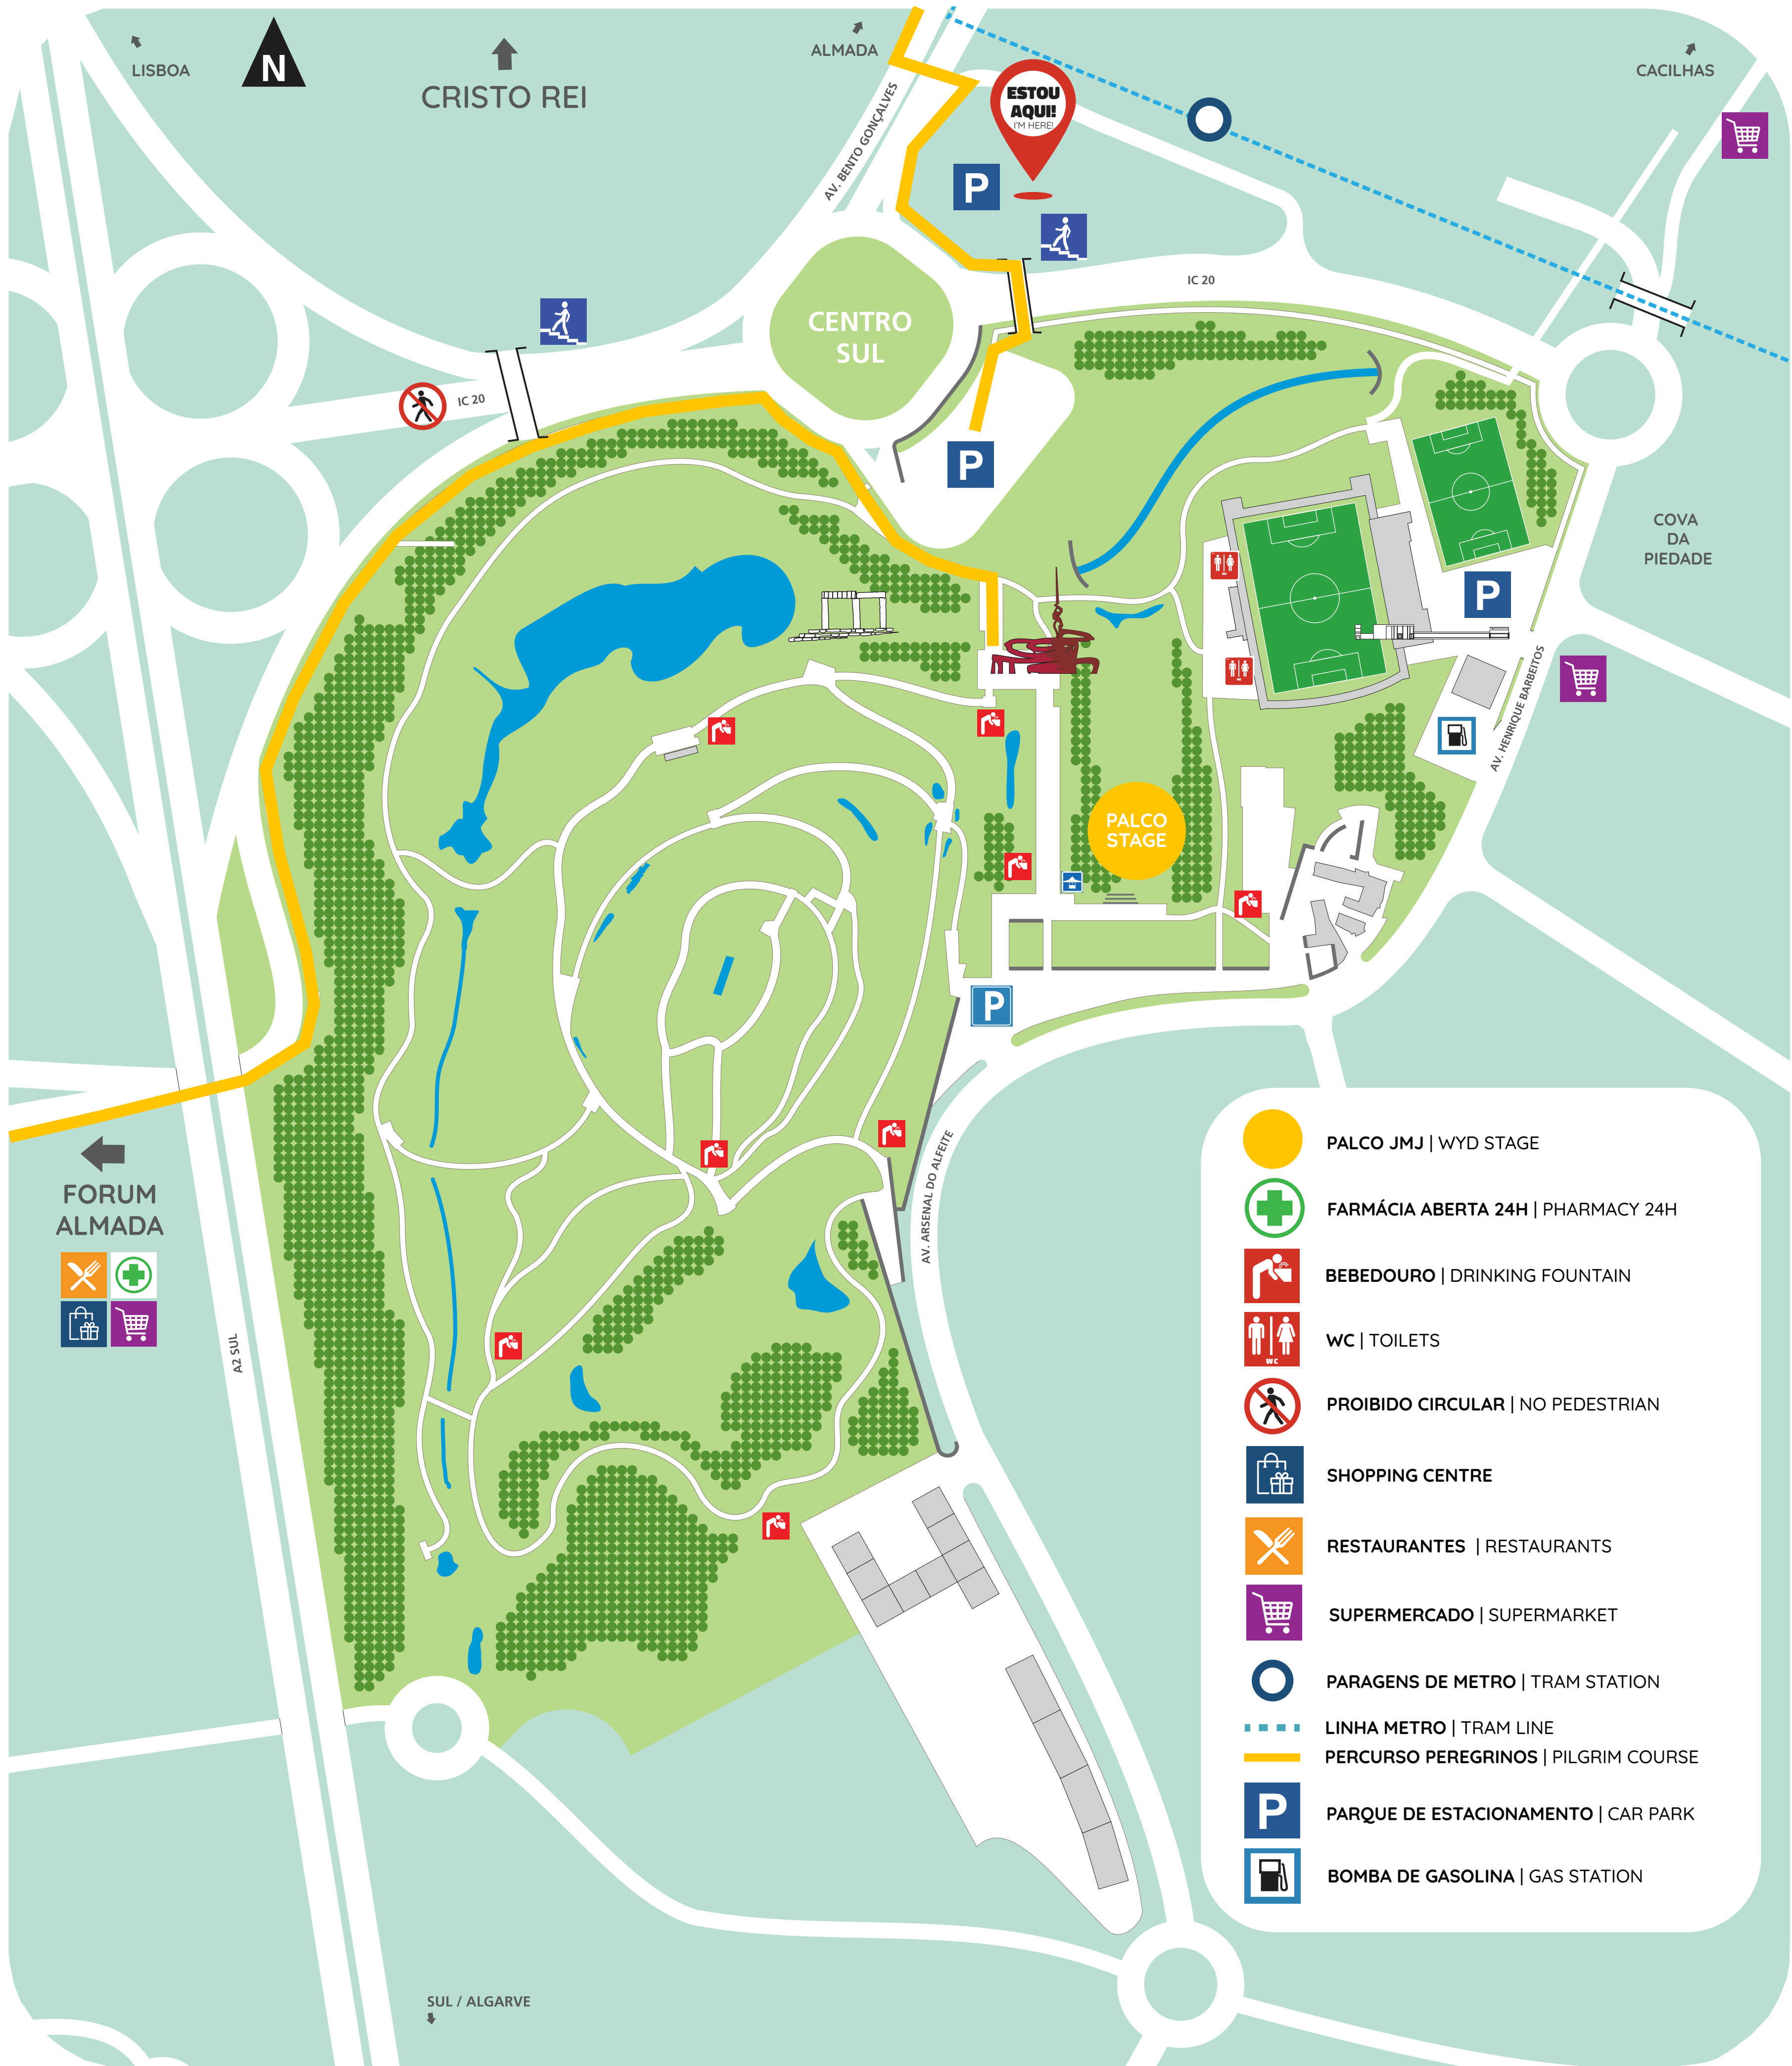 LISBOA
N
CRISTO REI
ALMADA
CACILHAS
AV. BENTO GONÇALVES
ESTOU
AQUI!
I'M HERE!
P
IC 20
CENTRO
SUL
IC 20
P
COVA
DA
PIEDADE
P
WC
WC
AV. HENRIQUE BARBEITOS
PALCO
STAGE
P
AV. ARSENAL DO ALFEITE
FORUM
ALMADA
A2 SUL
SUL / ALGARVE
PALCO JMJ | WYD STAGE
FARMÁCIA ABERTA 24H | PHARMACY 24H
BEBEDOURO | DRINKING FOUNTAIN
WC
WC | TOILETS
PROIBIDO CIRCULAR | NO PEDESTRIAN
SHOPPING CENTRE
RESTAURANTES | RESTAURANTS
SUPERMERCADO | SUPERMARKET
PARAGENS DE METRO | TRAM STATION
LINHA METRO | TRAM LINE
PERCURSO PEREGRINOS | PILGRIM COURSE
P
PARQUE DE ESTACIONAMENTO | CAR PARK
BOMBA DE GASOLINA | GAS STATION